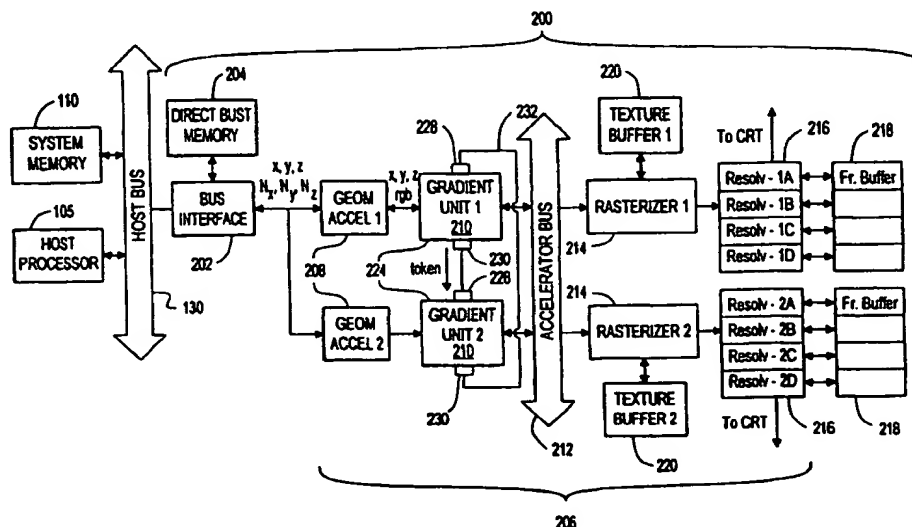 200
204
DIRECT BUST
MEMORY
110
SYSTEM
MEMORY
105
HOST
PROCESSOR
HOST BUS
130
BUS
INTERFACE
202
x, y, z
Nx, Ny, Nz
GEOM
ACCEL 1
208
GEOM
ACCEL 2
x, y, z
rgb
228
232
GRADIENT
UNIT 1
210
230
224
token
228
GRADIENT
UNIT 2
210
230
ACCELERATOR BUS
212
220
TEXTURE
BUFFER 1
RASTERIZER 1
214
214
RASTERIZER 2
TEXTURE
BUFFER 2
220
To CRT
216
218
Resolv - 1A
Resolv - 1B
Resolv - 1C
Resolv - 1D
Fr. Buffer
Resolv - 2A
Resolv - 2B
Resolv - 2C
Resolv - 2D
Fr. Buffer
To CRT
216
218
206